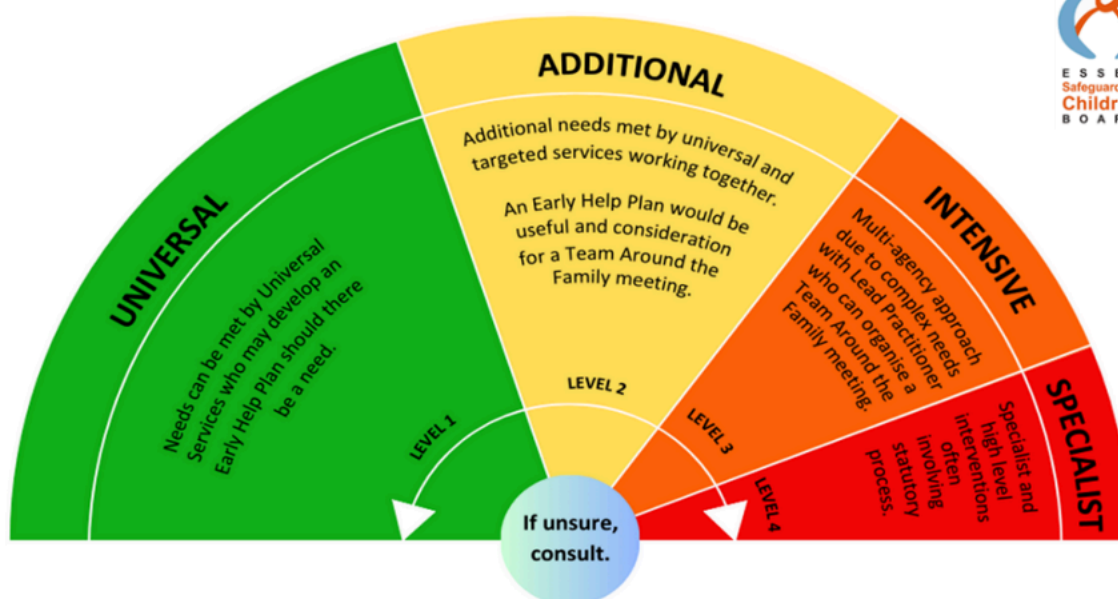 UNIVERSAL
Needs can be met by Universal
Services who may develop an
Early Help Plan should there
be a need.
LEVEL 1
ADDITIONAL
Additional needs met by universal and
targeted services working together.
An Early Help Plan would be
useful and consideration
for a Team Around the
Family meeting.
LEVEL 2
INTENSIVE
Multi-agency approach
due to complex needs
with Lead Practitioner
who can organise a
Team Around the
Family meeting.
LEVEL 3
SPECIALIST
Specialist and
high level
interventions
often
involving
statutory
process.
LEVEL 4
If unsure,
consult.